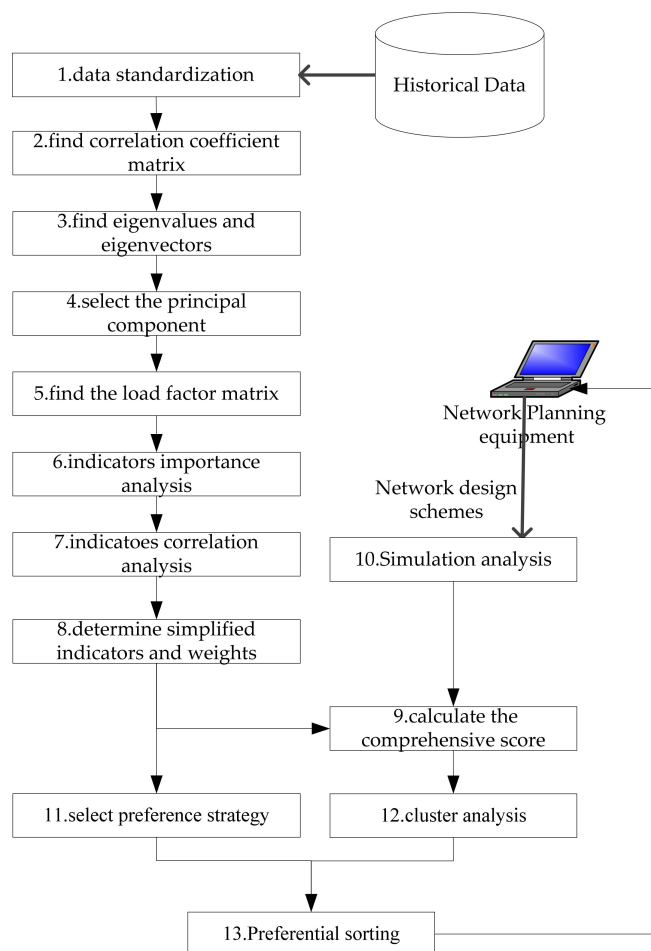 1.data standardization
Historical Data
2.find correlation coefficient
matrix
3.find eigenvalues and
eigenvectors
4.select the principal
component
5.find the load factor matrix
Network Planning
equipment
6.indicators importance
analysis
Network design
schemes
7.indicatoes correlation
analysis
10.Simulation analysis
8.determine simplified
indicators and weights
9.calculate the
comprehensive score
11.select preference strategy
12.cluster analysis
13.Preferential sorting